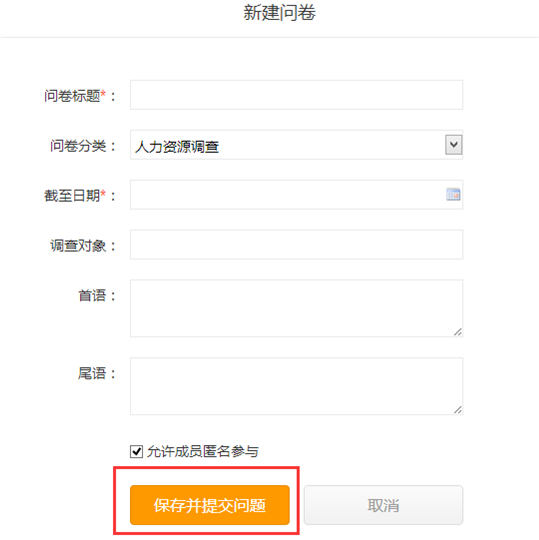 新建问卷
问卷标题*：
问卷分类： 人力资源调查
截至日期*：
调查对象：
首语：
尾语：
允许成员匿名参与
保存并提交问题 取消